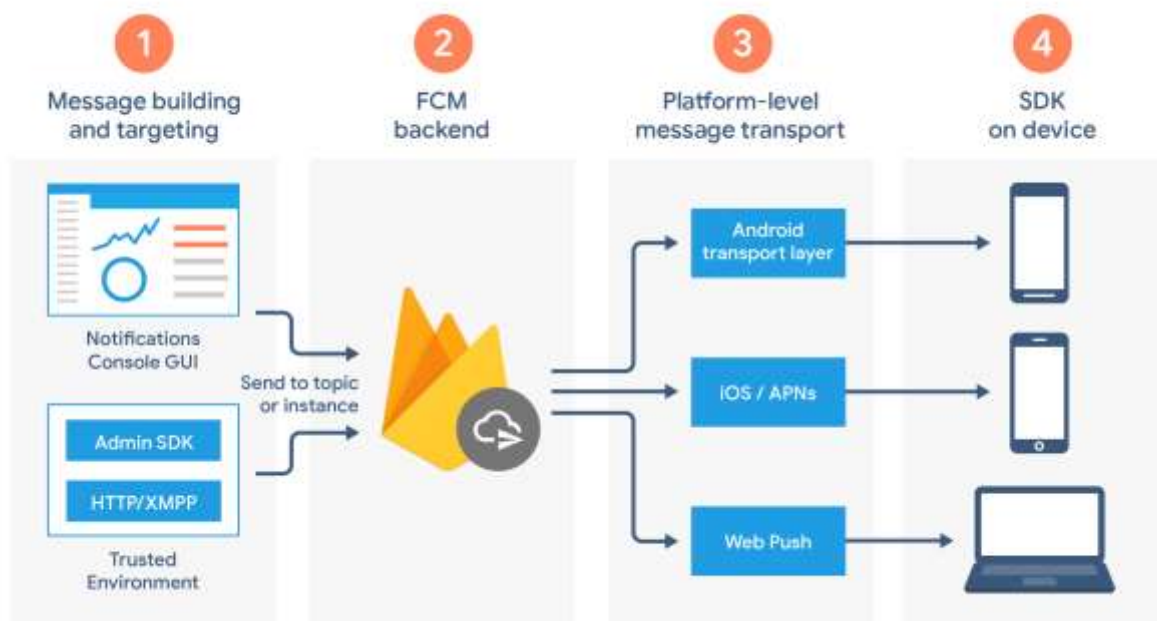 1
Message building
and targeting
2
FCM
backend
3
Platform-level
message transport
4
SDK
on device
Notifications
Console GUI
Send to topic
or instance
Admin SDK
HTTP/XMPP
Trusted
Environment
Android
transport layer
iOS / APNs
Web Push